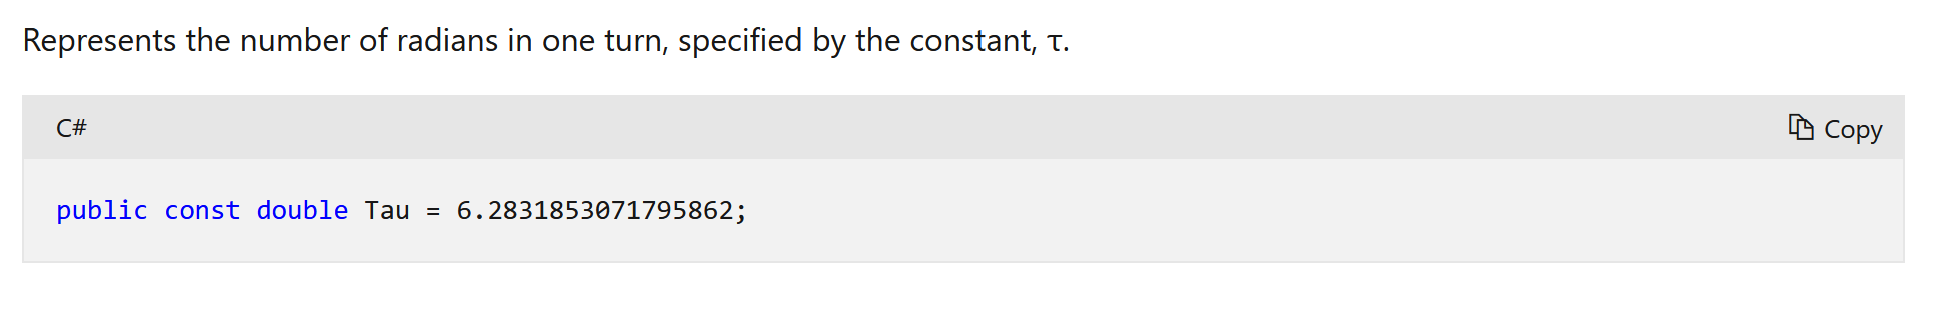 Represents the number of radians in one turn, specified by the constant, τ.
C#
Copy
public const double Tau = 6.2831853071795862;